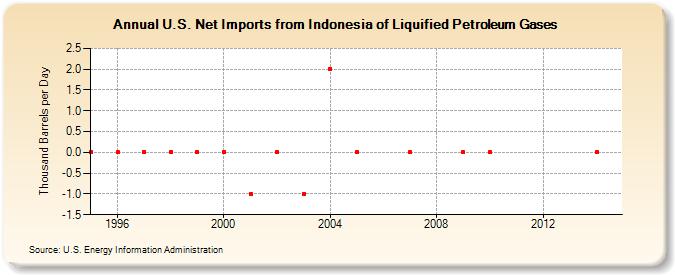 Annual U.S. Net Imports from Indonesia of Liquified Petroleum Gases
Thousand Barrels per Day
2.5
2.0
1.5
1.0
0.5
0.0
-0.5
-1.0
-1.5
1996 2000 2004 2008 2012
Source: U.S. Energy Information Administration